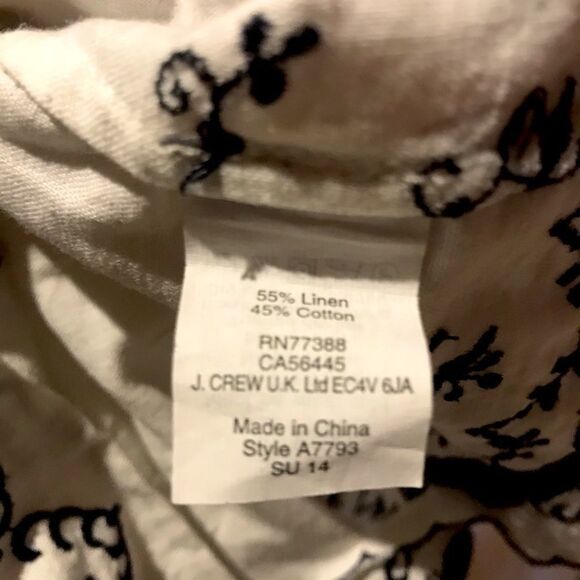 55% Linen
45% Cotton
RN77388
CA56445
J. CREW U.K. Ltd EC4V 6JA
Made in China
Style A7793
SU 14